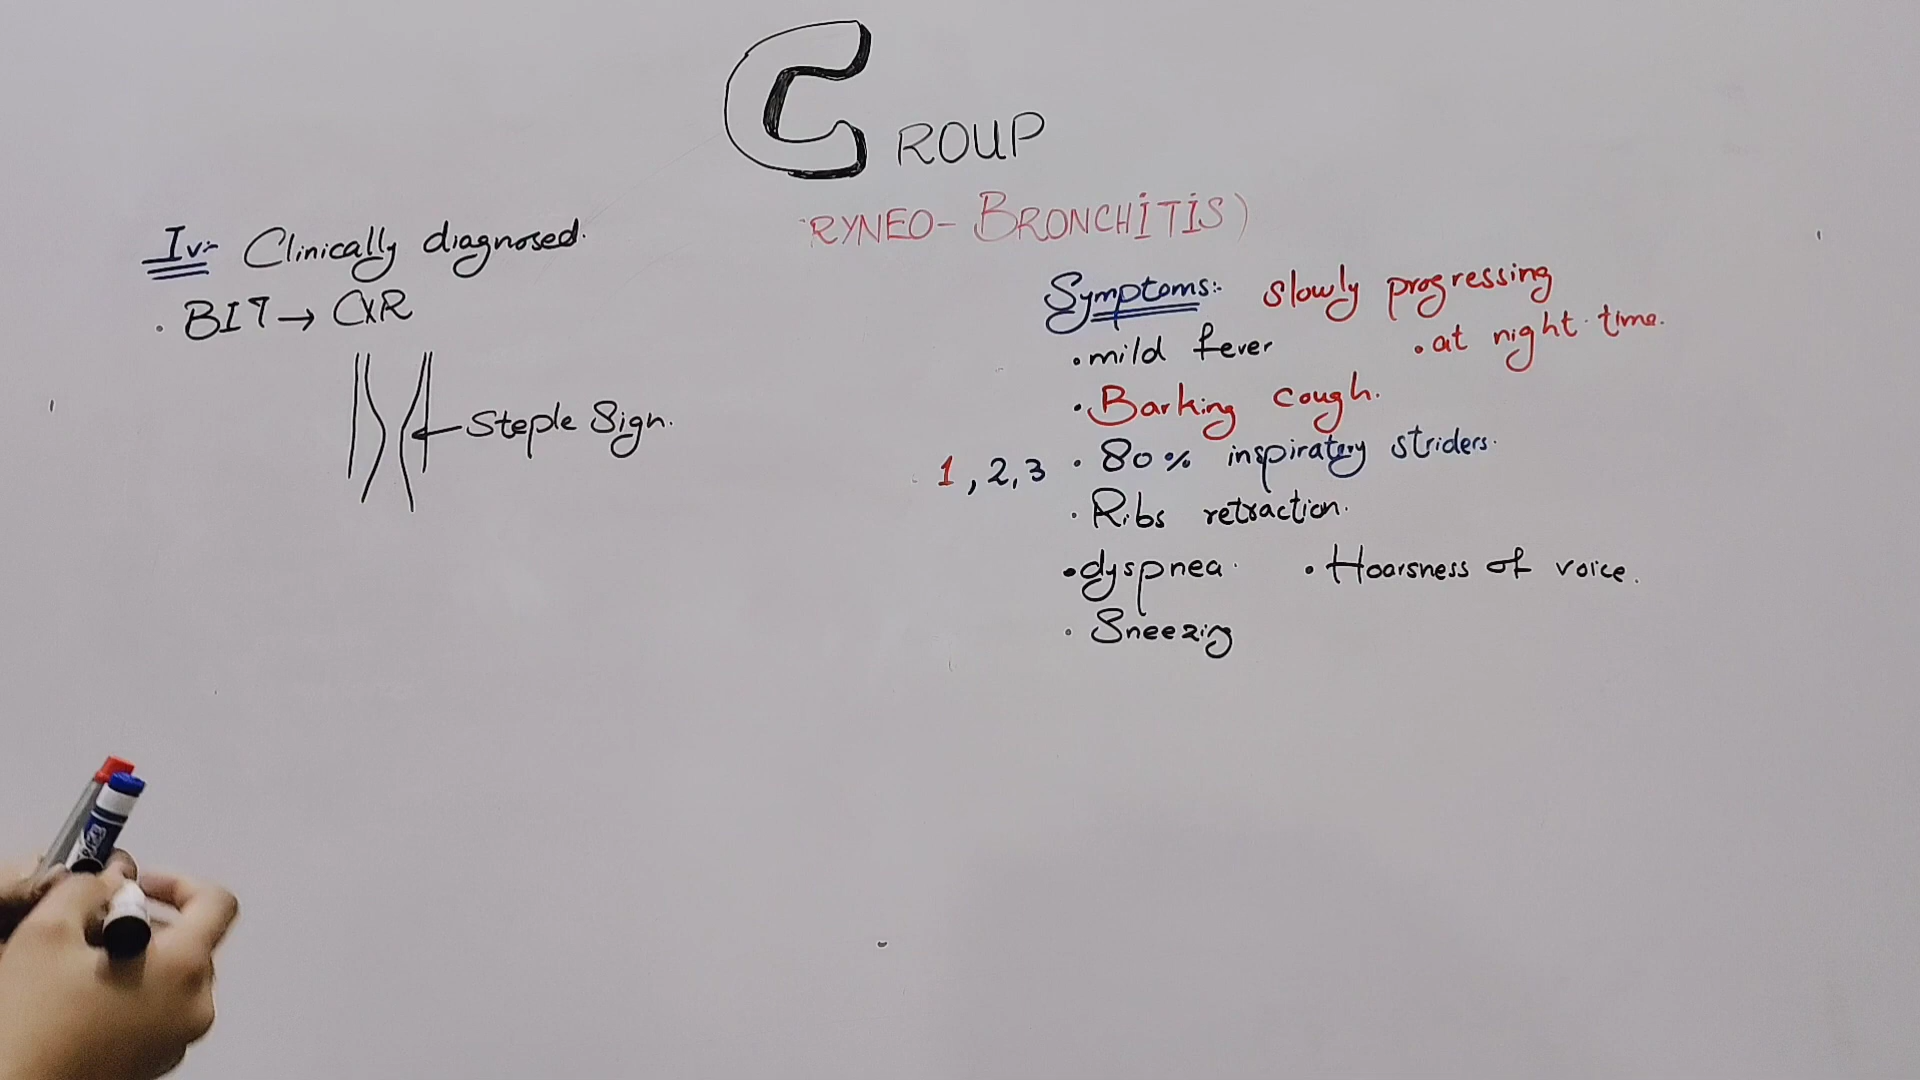 CROUP
RYNEO-BRONCHITIS)
Iv:- Clinically diagnosed.
. BIT → CXR
Steple Sign.
Symptoms:- slowly progressing
. mild fever . at night time.
. Barking cough.
1, 2, 3 . 80% inspiratory striders.
. Ribs retraction.
. dyspnea. . Hoarsness of voice.
. Sneezing